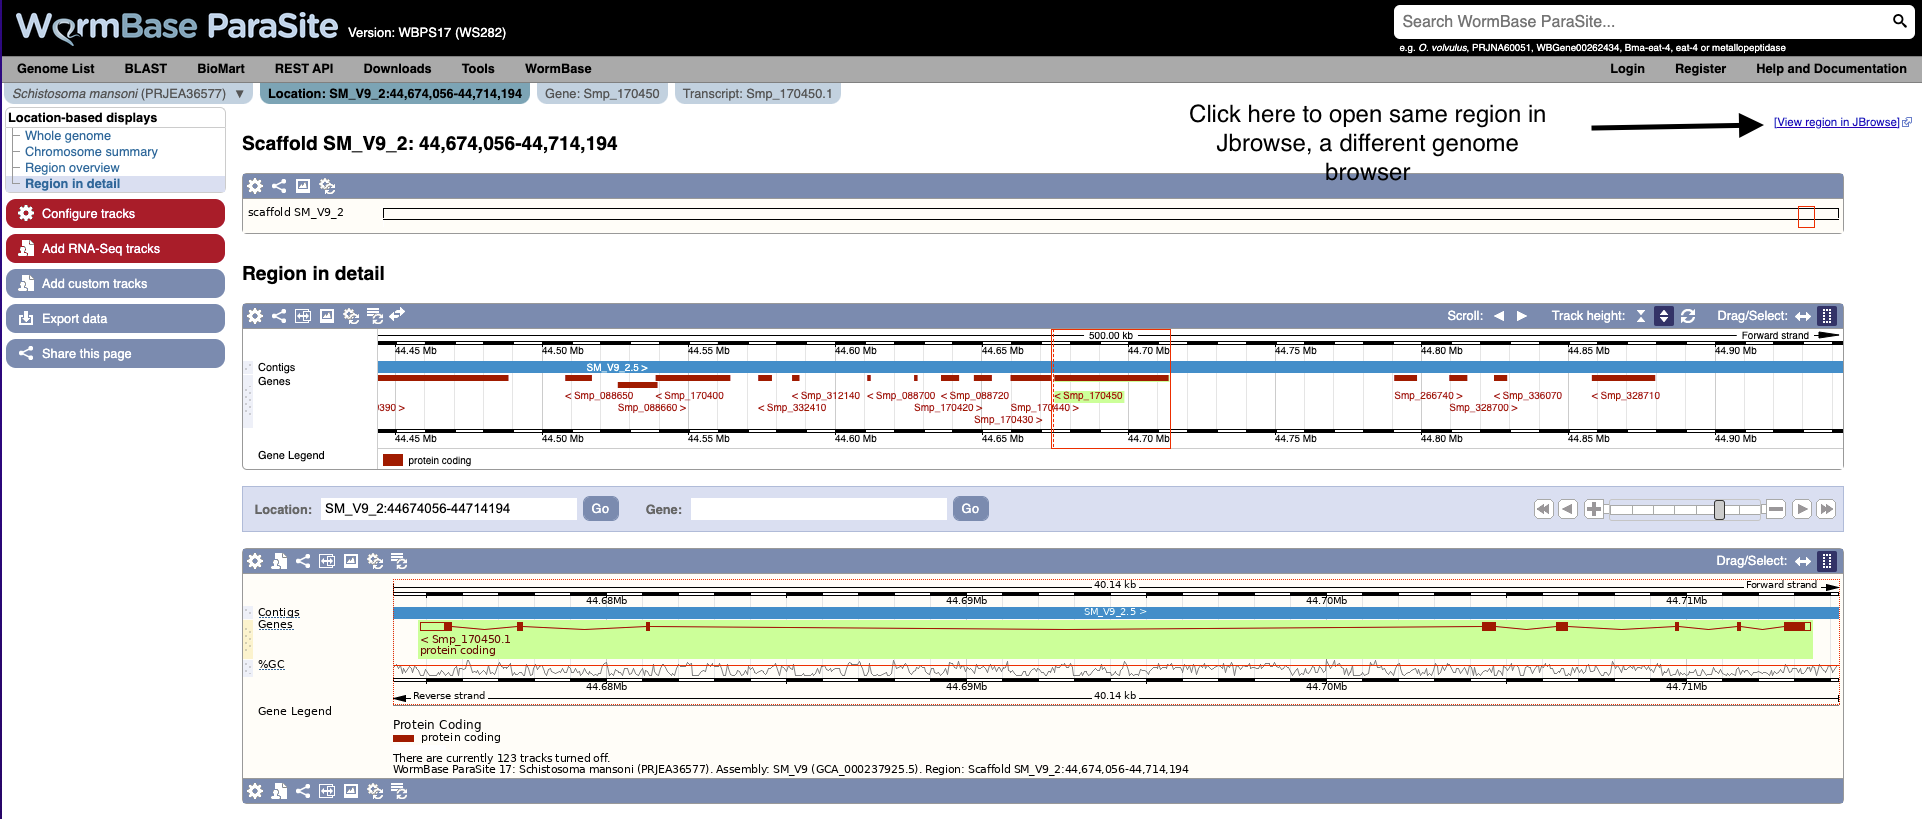 WormBase ParaSite Version: WBPS17 (WS282)
Search WormBase ParaSite...
e.g. O. volvulus, PRJNA60051, WBGene00262434, Bma-eat-4, eat-4 or metallopeptidase
Genome List BLAST BioMart REST API Downloads Tools WormBase Login Register Help and Documentation
Schistosoma mansoni (PRJEA36577) ▼ Location: SM_V9_2:44,674,056-44,714,194 Gene: Smp_170450 Transcript: Smp_170450.1
Location-based displays
Whole genome
Chromosome summary
Region overview
Region in detail
Configure tracks
Add RNA-Seq tracks
Add custom tracks
Export data
Share this page
Click here to open same region in
Jbrowse, a different genome
browser
[View region in JBrowse]
Scaffold SM_V9_2: 44,674,056-44,714,194
scaffold SM_V9_2
Region in detail
Scroll: Track height: Drag/Select:
500.00 kb Forward strand
44.45 Mb 44.50 Mb 44.55 Mb 44.60 Mb 44.65 Mb 44.70 Mb 44.75 Mb 44.80 Mb 44.85 Mb 44.90 Mb
Contigs SM_V9_2.5 >
Genes
< Smp_088650 < Smp_170400 < Smp_312140 < Smp_088700 < Smp_088720 < Smp_170450 Smp_266740 > < Smp_336070 < Smp_328710
390 > Smp_088660 > < Smp_332410 Smp_170420 > Smp_170440 > Smp_328700 >
Smp_170430 >
44.45 Mb 44.50 Mb 44.55 Mb 44.60 Mb 44.65 Mb 44.70 Mb 44.75 Mb 44.80 Mb 44.85 Mb 44.90 Mb
Gene Legend
protein coding
Location: SM_V9_2:44674056-44714194 Go Gene: Go
Drag/Select:
40.14 kb Forward strand
44.68Mb 44.69Mb 44.70Mb 44.71Mb
Contigs SM_V9_2.5 >
Genes
< Smp_170450.1
protein coding
%GC
44.68Mb 44.69Mb 44.70Mb 44.71Mb
Reverse strand 40.14 kb
Gene Legend
Protein Coding
protein coding
There are currently 123 tracks turned off.
WormBase ParaSite 17: Schistosoma mansoni (PRJEA36577). Assembly: SM_V9 (GCA_000237925.5). Region: Scaffold SM_V9_2:44,674,056-44,714,194